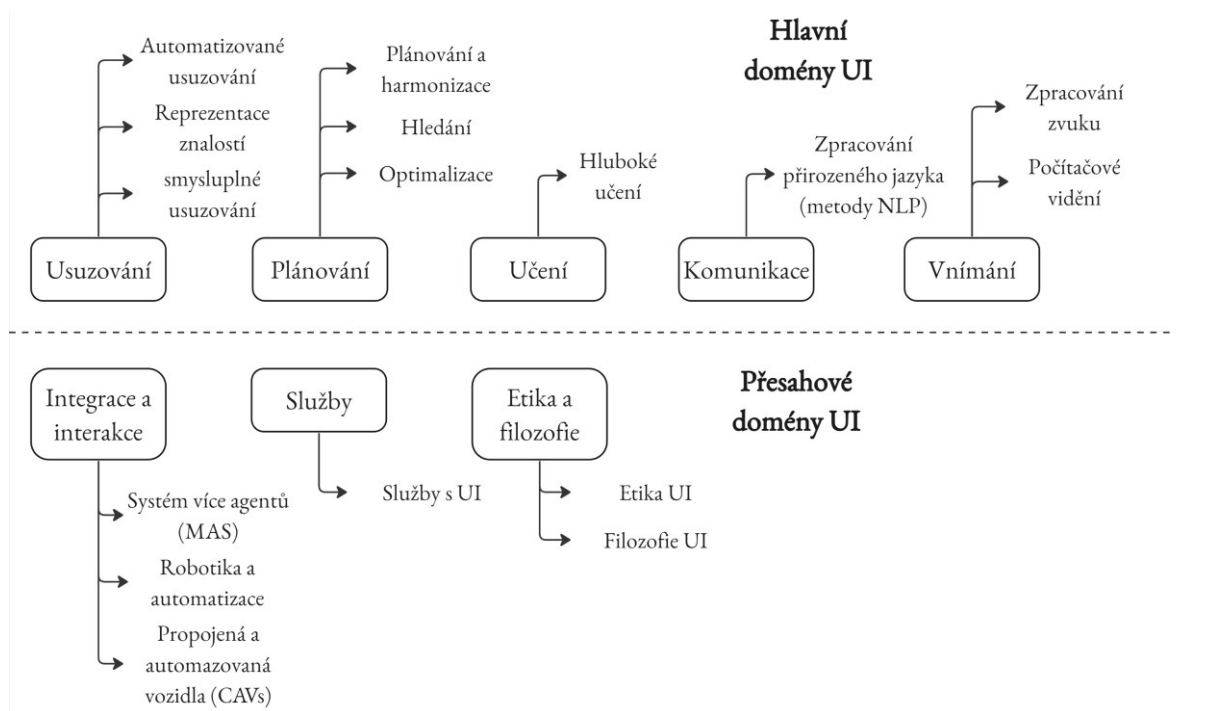 Hlavní
domény UI
Automatizované
usuzování
Reprezentace
znalostí
smysluplné
usuzování
Usuzování
Plánování a
harmonizace
Hledání
Optimalizace
Plánování
Hluboké
učení
Učení
Zpracování
přirozeného jazyka
(metody NLP)
Komunikace
Zpracování
zvuku
Počítačové
vidění
Vnímání
Přesahové
domény UI
Integrace a
interakce
Systém více agentů
(MAS)
Robotika a
automatizace
Propojená a
automazovaná
vozidla (CAVs)
Služby
Služby s UI
Etika a
filozofie
Etika UI
Filozofie UI